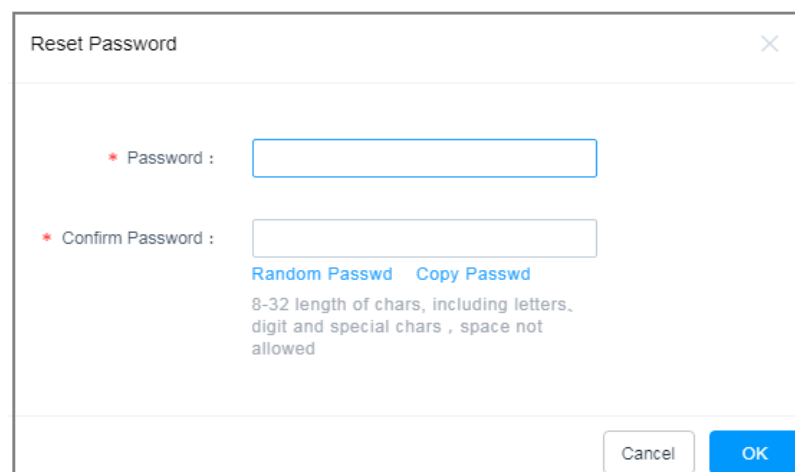 Reset Password
* Password :
* Confirm Password :
Random Passwd Copy Passwd
8-32 length of chars, including letters、
digit and special chars , space not
allowed
Cancel OK